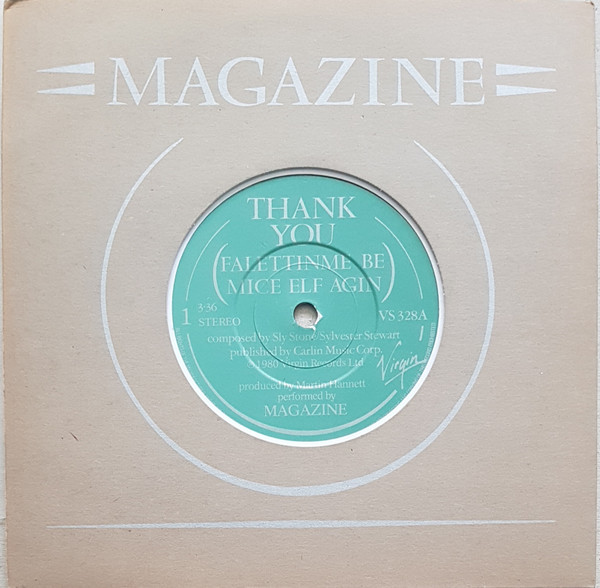 MAGAZINE
THANK
YOU
(FALETTINME BE
MICE ELF AGIN)
1 3·36
STEREO
VS 328A
composed by Sly Stone/Sylvester Stewart
published by Carlin Music Corp.
℗1980 Virgin Records Ltd
Virgin
produced by Martin Hannett
performed by
MAGAZINE